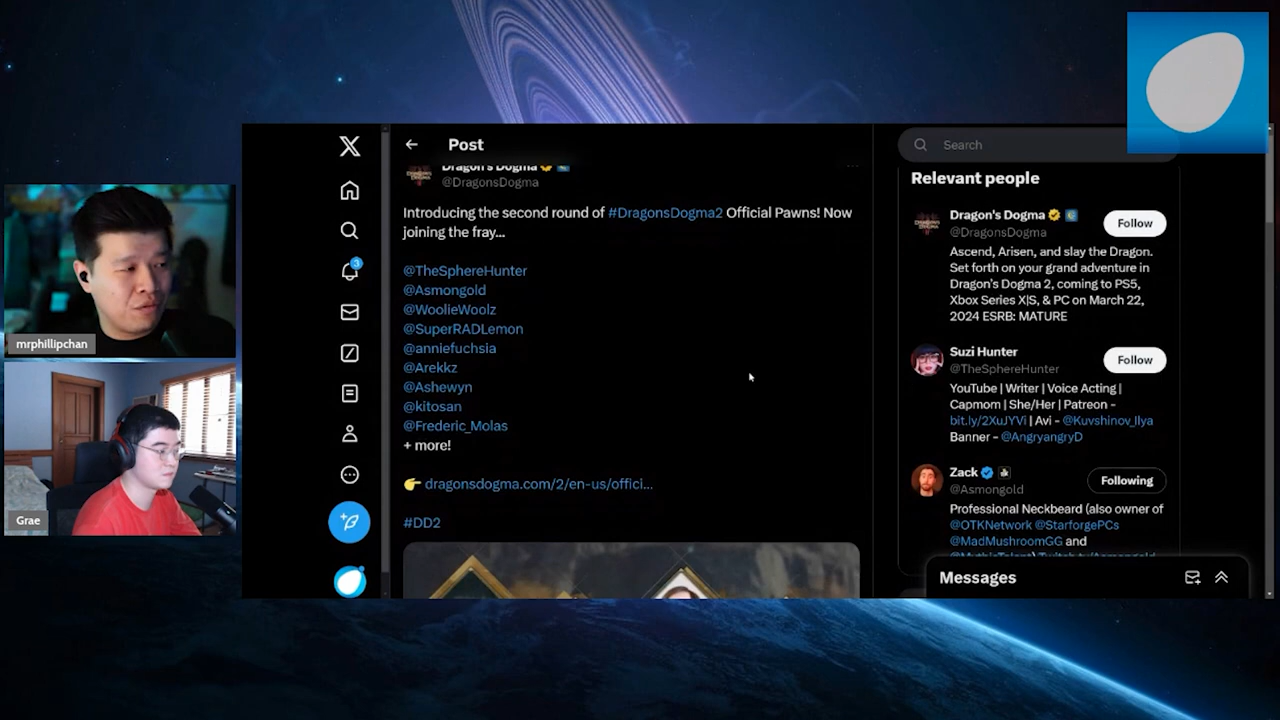 Post
Dragon's Dogma
@DragonsDogma
Introducing the second round of #DragonsDogma2 Official Pawns! Now
joining the fray...
@TheSphereHunter
@Asmongold
@WoolieWoolz
@SuperRADLemon
@anniefuchsia
@Arekkz
@Ashewyn
@kitosan
@Frederic_Molas
+ more!
👉 dragonsdogma.com/2/en-us/offici...
#DD2
3
Search
Relevant people
Dragon's Dogma
@DragonsDogma
Follow
Ascend, Arisen, and slay the Dragon.
Set forth on your grand adventure in
Dragon's Dogma 2, coming to PS5,
Xbox Series X|S, & PC on March 22,
2024 ESRB: MATURE
Suzi Hunter
@TheSphereHunter
Follow
YouTube | Writer | Voice Acting |
Capmom | She/Her | Patreon -
bit.ly/2XuJYVi | Avi - @Kuvshinov_Ilya
Banner - @AngryangryD
Zack
@Asmongold
Following
Professional Neckbeard (also owner of
@OTKNetwork @StarforgePCs
@MadMushroomGG and
@MythicTalent) Twitch.tv/Asmongold
Messages
mrphillipchan
Grae